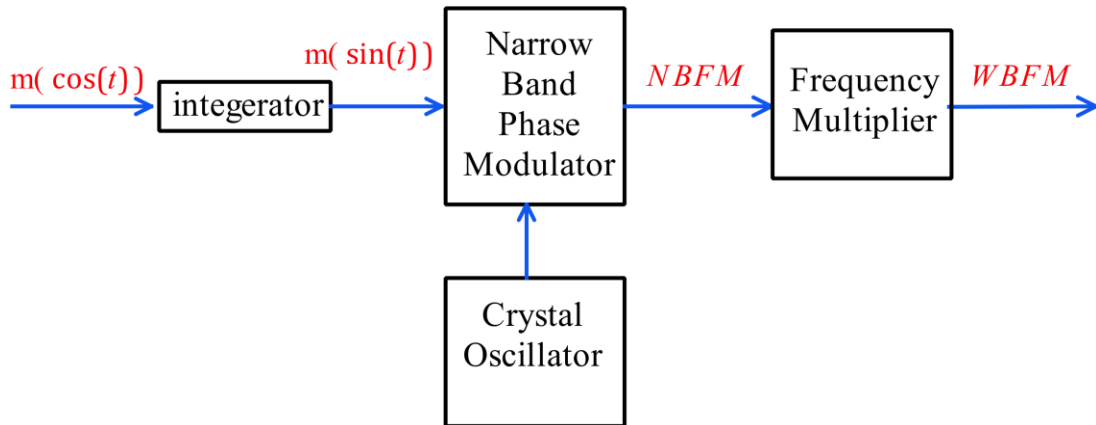 m( cos(t))
integerator
m( sin(t))
Narrow
Band
Phase
Modulator
NBFM
Frequency
Multiplier
WBFM
Crystal
Oscillator